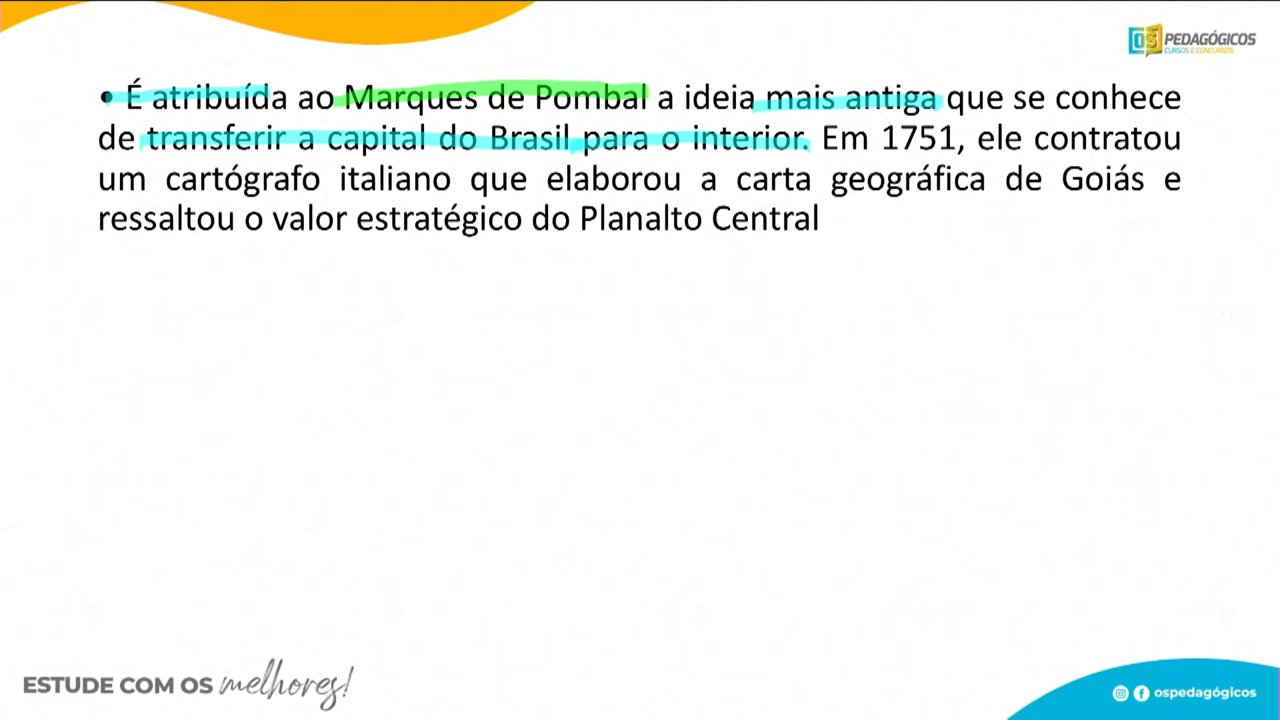 OS PEDAGÓGICOS
CURSOS E CONCURSOS
• É atribuída ao Marques de Pombal a ideia mais antiga que se conhece
de transferir a capital do Brasil para o interior. Em 1751, ele contratou
um cartógrafo italiano que elaborou a carta geográfica de Goiás e
ressaltou o valor estratégico do Planalto Central
ESTUDE COM OS melhores!
ospedagógicos